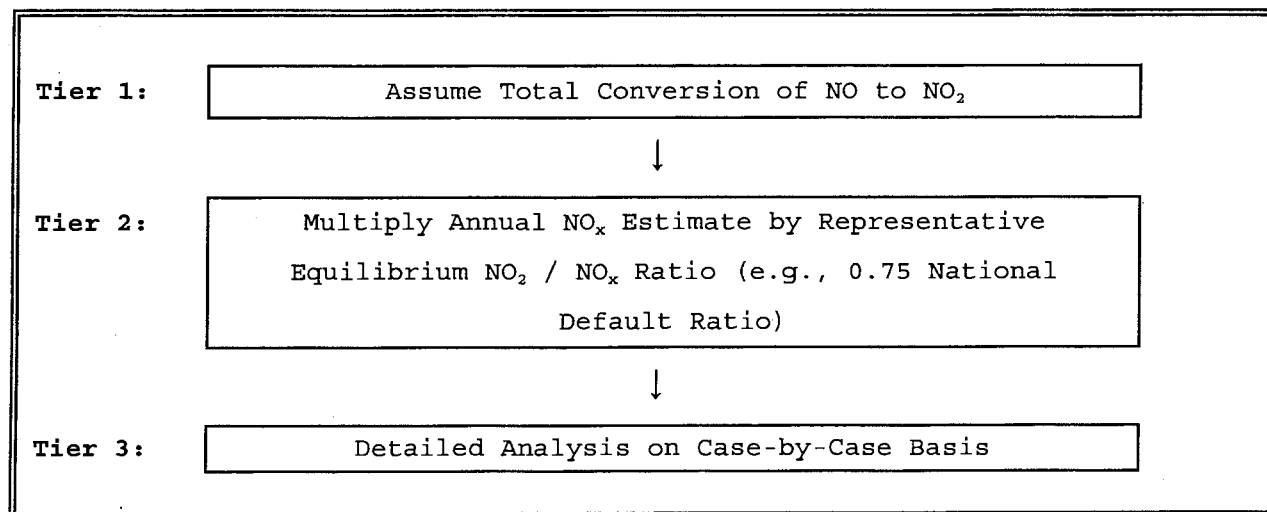 Tier 1: Assume Total Conversion of NO to NO₂
↓
Tier 2: Multiply Annual NOₓ Estimate by Representative
Equilibrium NO₂ / NOₓ Ratio (e.g., 0.75 National
Default Ratio)
↓
Tier 3: Detailed Analysis on Case-by-Case Basis